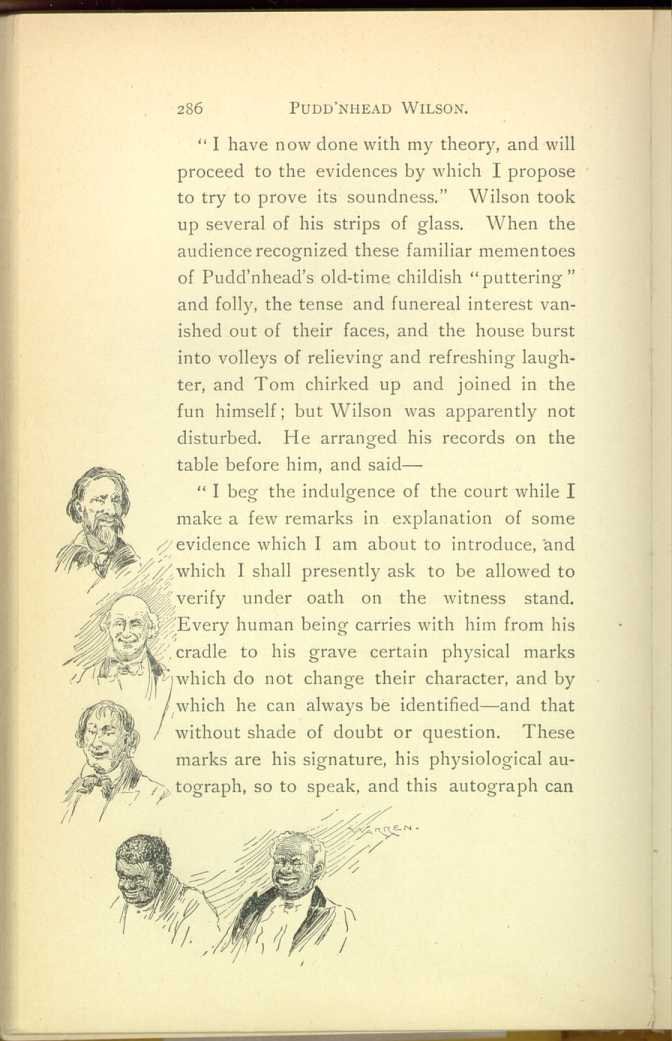 286 PUDD'NHEAD WILSON.
“ I have now done with my theory, and will
proceed to the evidences by which I propose
to try to prove its soundness.” Wilson took
up several of his strips of glass. When the
audience recognized these familiar mementoes
of Pudd'nhead's old-time childish “ puttering ”
and folly, the tense and funereal interest van-
ished out of their faces, and the house burst
into volleys of relieving and refreshing laugh-
ter, and Tom chirked up and joined in the
fun himself; but Wilson was apparently not
disturbed. He arranged his records on the
table before him, and said—
“ I beg the indulgence of the court while I
make a few remarks in explanation of some
evidence which I am about to introduce, and
which I shall presently ask to be allowed to
verify under oath on the witness stand.
Every human being carries with him from his
cradle to his grave certain physical marks
which do not change their character, and by
which he can always be identified—and that
without shade of doubt or question. These
marks are his signature, his physiological au-
tograph, so to speak, and this autograph can
WARREN.